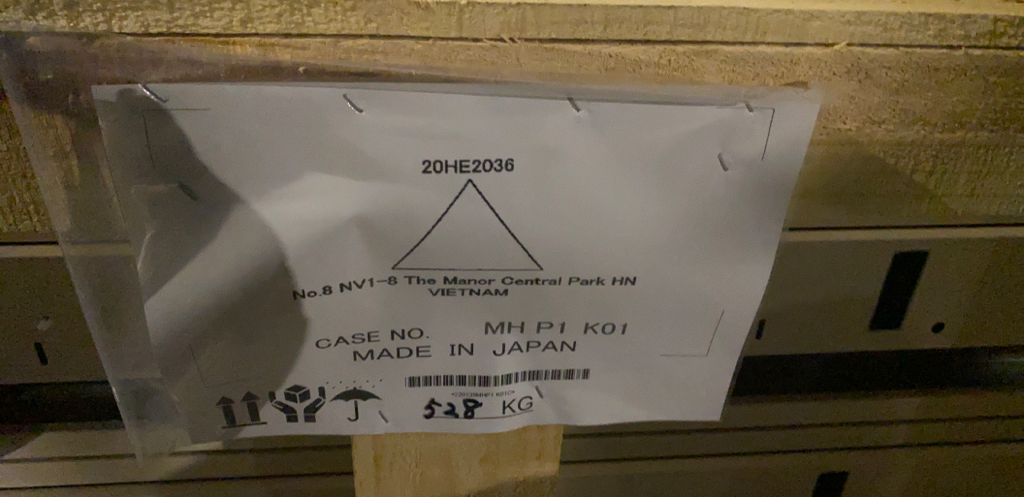 20HE2036
No.8 NV1-8 The Manor Central Park HN
VIETNAM
CASE NO. MH P1 K01
MADE IN JAPAN
528 KG